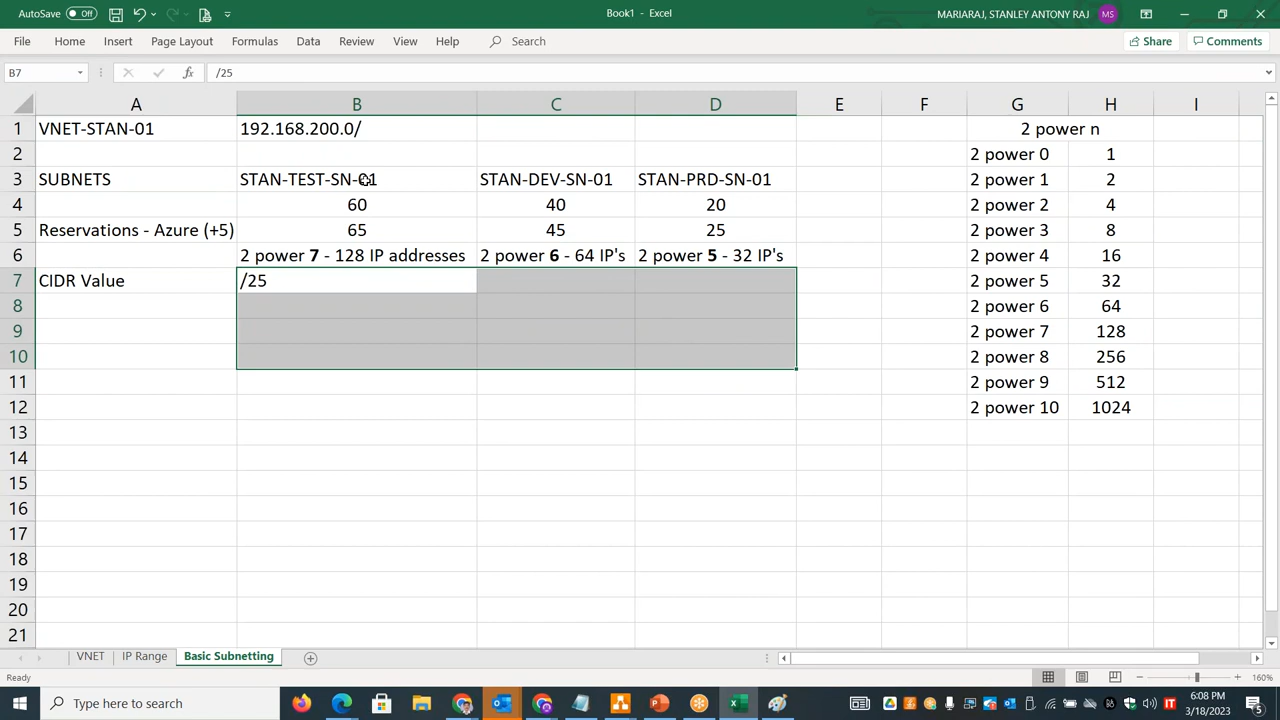 AutoSave Off
Book1 - Excel
MARIARAJ, STANLEY ANTONY RAJ MS
File Home Insert Page Layout Formulas Data Review View Help Search Share Comments
B7 fx /25
A B C D E F G H I
1 VNET-STAN-01 192.168.200.0/ 2 power n
2 2 power 0 1
3 SUBNETS STAN-TEST-SN-01 STAN-DEV-SN-01 STAN-PRD-SN-01 2 power 1 2
4 60 40 20 2 power 2 4
5 Reservations - Azure (+5) 65 45 25 2 power 3 8
6 2 power 7 - 128 IP addresses 2 power 6 - 64 IP's 2 power 5 - 32 IP's 2 power 4 16
7 CIDR Value /25 2 power 5 32
8 2 power 6 64
9 2 power 7 128
10 2 power 8 256
11 2 power 9 512
12 2 power 10 1024
13
14
15
16
17
18
19
20
21
VNET IP Range Basic Subnetting
Ready 160%
Type here to search
6:08 PM
3/18/2023
IT
5